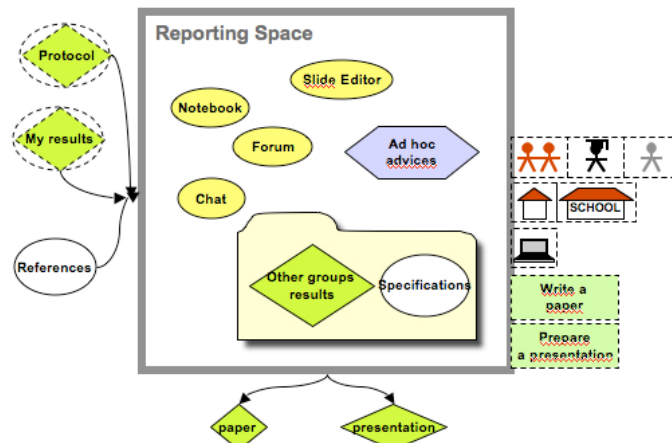 Reporting Space
Protocol
Slide Editor
Notebook
My results
Forum
Ad hoc
advices
Chat
SCHOOL
References
Other groups
results
Specifications
Write a
paper
Prepare
a presentation
paper
presentation